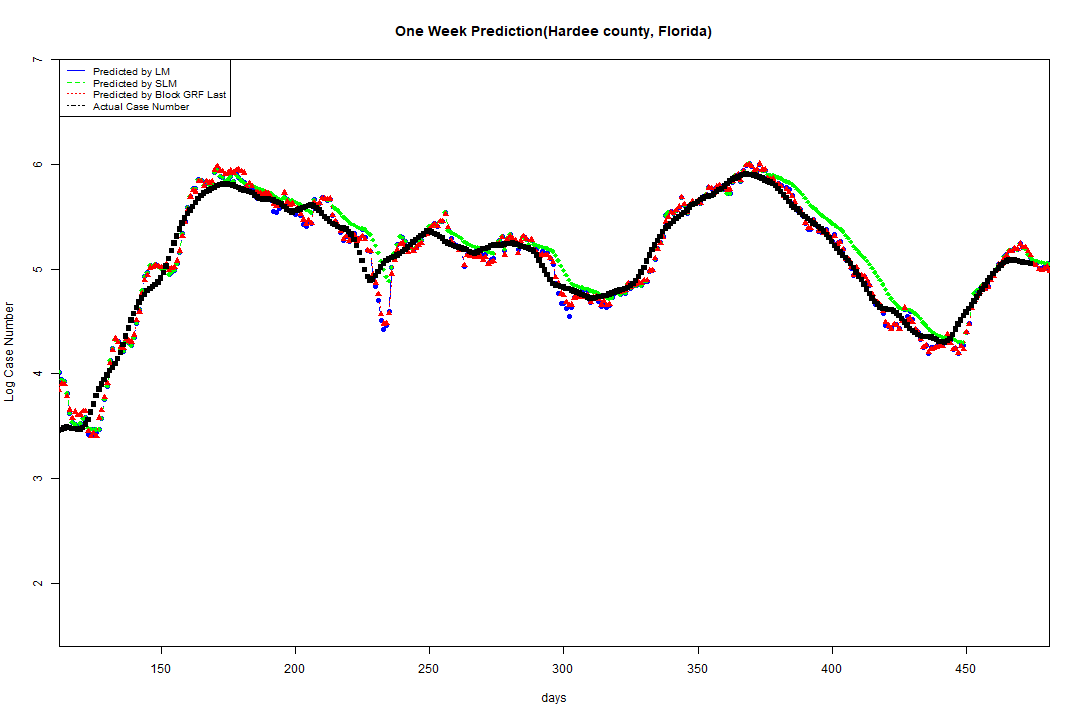 One Week Prediction(Hardee county, Florida)
7
Predicted by LM
Predicted by SLM
Predicted by Block GRF Last
Actual Case Number
6
5
4
3
2
Log Case Number
150 200 250 300 350 400 450
days